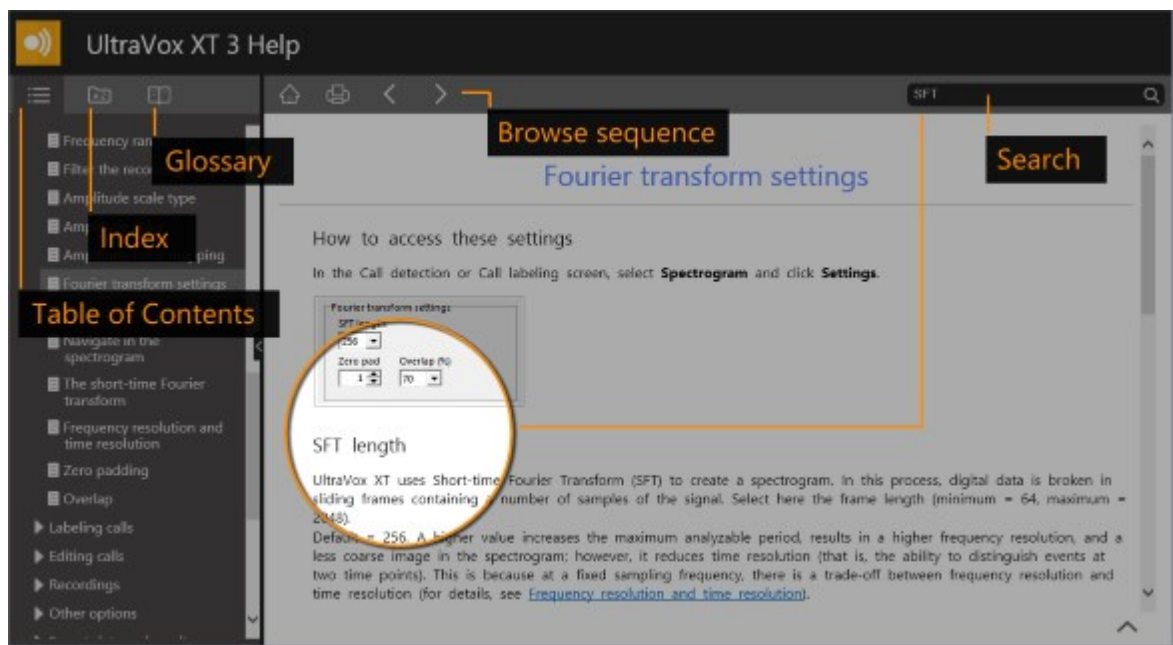 UltraVox XT 3 Help
SFT
Browse sequence
Search
Glossary
Index
Table of Contents
Frequency
Filter the
Amplitude scale type
Fourier transform settings
Navigate in the
spectrogram
The short-time Fourier
transform
Frequency resolution and
time resolution
Zero padding
Overlap
Labeling calls
Editing calls
Recordings
Other options
Fourier transform settings
How to access these settings
In the Call detection or Call labeling screen, select Spectrogram and click Settings.
Fourier transform settings
SFT length
256
Zero pad Overlap (%)
1 70
SFT length
UltraVox XT uses Short-time Fourier Transform (SFT) to create a spectrogram. In this process, digital data is broken in
sliding frames containing a number of samples of the signal. Select here the frame length (minimum = 64, maximum =
2048).
Default = 256. A higher value increases the maximum analyzable period, results in a higher frequency resolution, and a
less coarse image in the spectrogram; however, it reduces time resolution (that is, the ability to distinguish events at
two time points). This is because at a fixed sampling frequency, there is a trade-off between frequency resolution and
time resolution (for details, see Frequency resolution and time resolution).